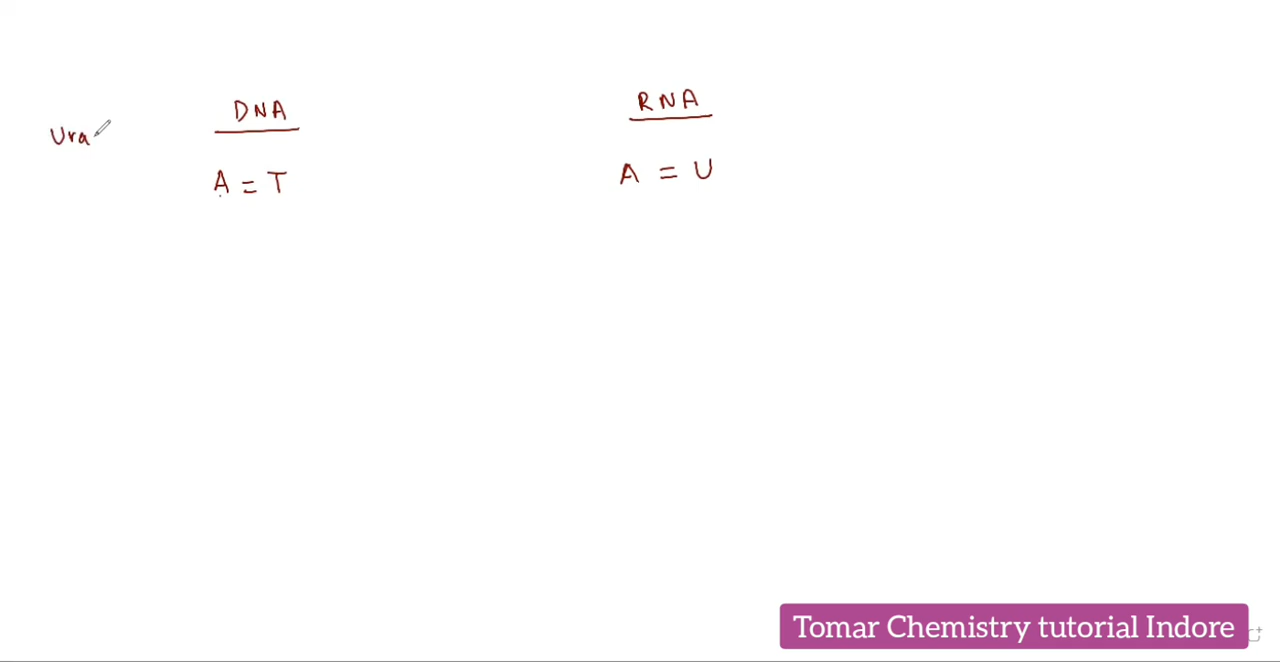 DNA
RNA
Ura
A = T
A = U
Tomar Chemistry tutorial Indore